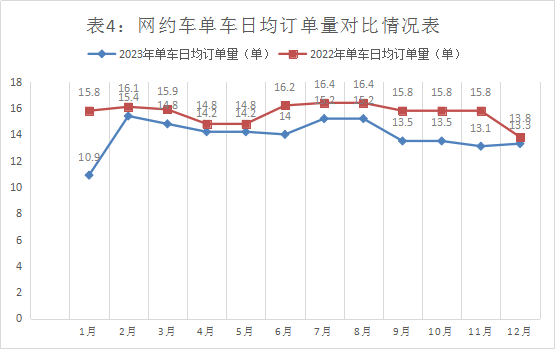 表4：网约车单车日均订单量对比情况表
2023年单车日均订单量（单） 2022年单车日均订单量（单）
18
16
14
12
10
8
6
4
2
0
15.8 16.1 15.9 14.8 14.8 16.2 16.4 16.4 15.8 15.8 15.8 13.8
10.9 15.4 14.8 14.2 14.2 14 15.2 15.2 13.5 13.5 13.1 13.3
1月 2月 3月 4月 5月 6月 7月 8月 9月 10月 11月 12月